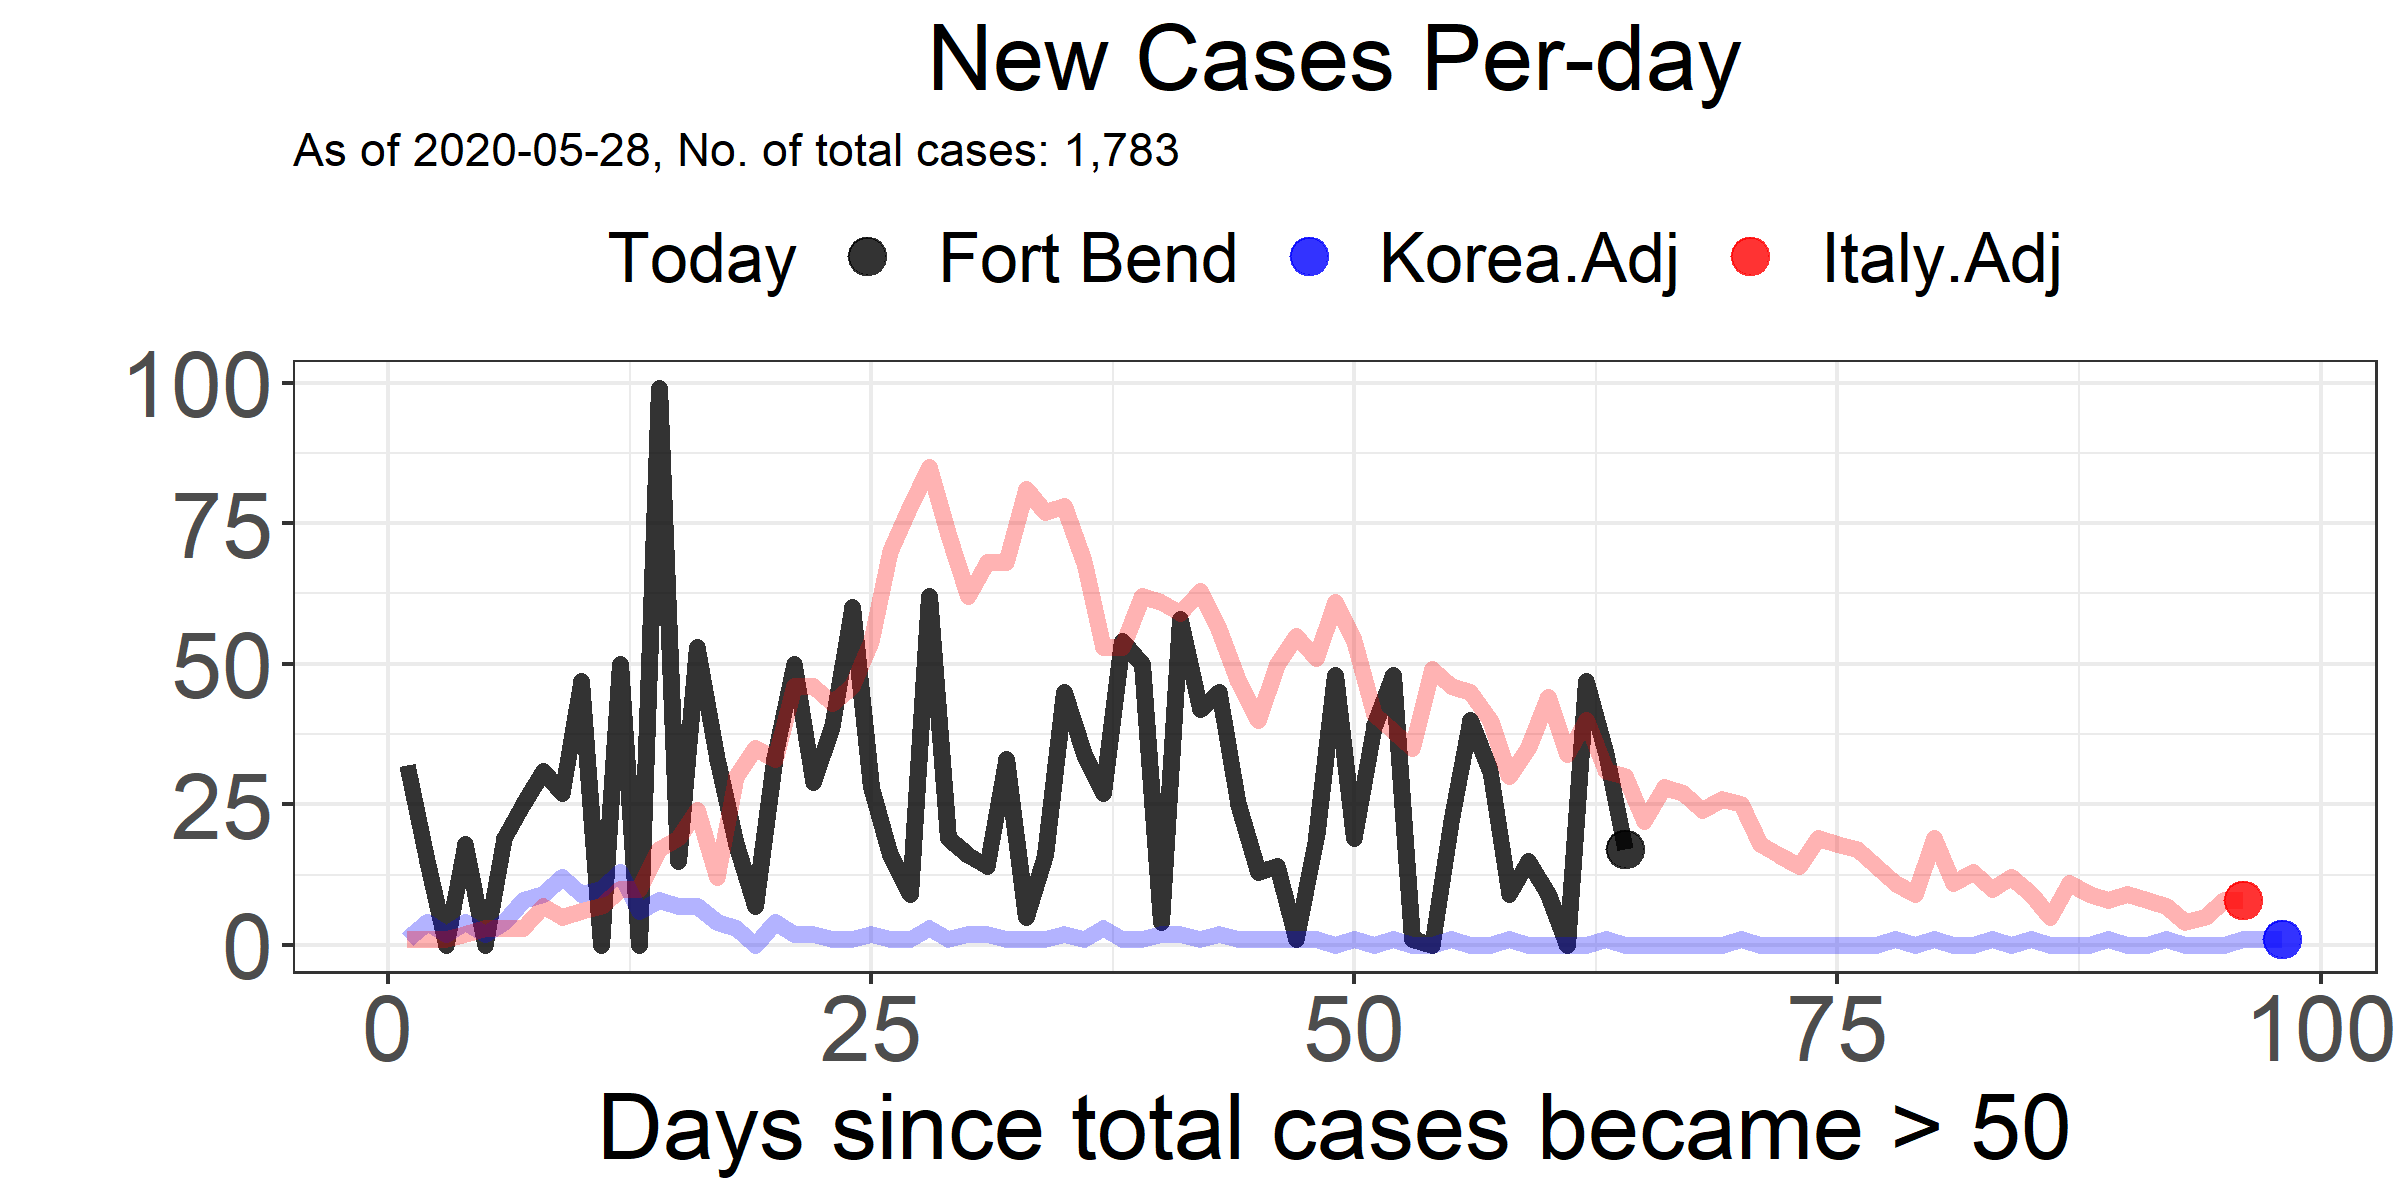 New Cases Per-day
As of 2020-05-28, No. of total cases: 1,783
Today Fort Bend Korea.Adj Italy.Adj
100
75
50
25
0
0 25 50 75 100
Days since total cases became > 50